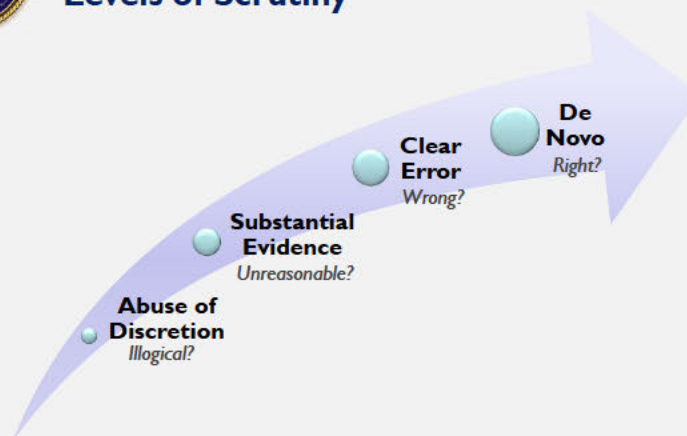 Levels of Scrutiny
De
Novo
Right?
Clear
Error
Wrong?
Substantial
Evidence
Unreasonable?
Abuse of
Discretion
Illogical?